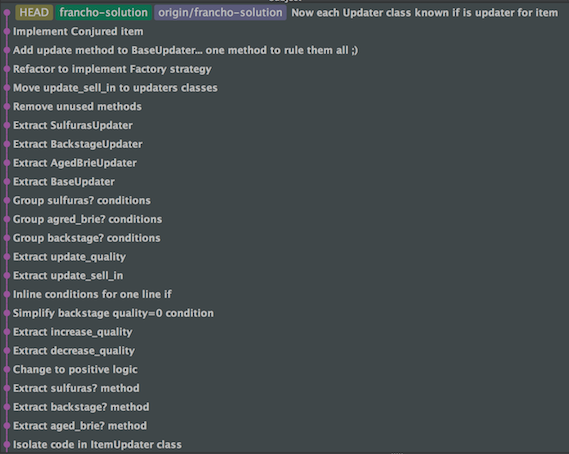 HEAD francho-solution origin/francho-solution Now each Updater class known if is updater for item
Implement Conjured item
Add update method to BaseUpdater... one method to rule them all ;)
Refactor to implement Factory strategy
Move update_sell_in to updaters classes
Remove unused methods
Extract SulfurasUpdater
Extract BackstageUpdater
Extract AgedBrieUpdater
Extract BaseUpdater
Group sulfuras? conditions
Group agred_brie? conditions
Group backstage? conditions
Extract update_quality
Extract update_sell_in
Inline conditions for one line if
Simplify backstage quality=0 condition
Extract increase_quality
Extract decrease_quality
Change to positive logic
Extract sulfuras? method
Extract backstage? method
Extract aged_brie? method
Isolate code in ItemUpdater class